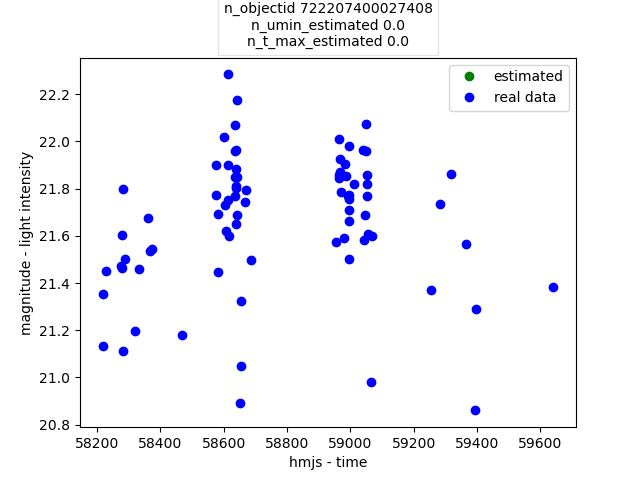 n_objectid 722207400027408
n_umin_estimated 0.0
n_t_max_estimated 0.0
estimated
real data
magnitude - light intensity
22.2
22.0
21.8
21.6
21.4
21.2
21.0
20.8
58200 58400 58600 58800 59000 59200 59400 59600
hmjs - time